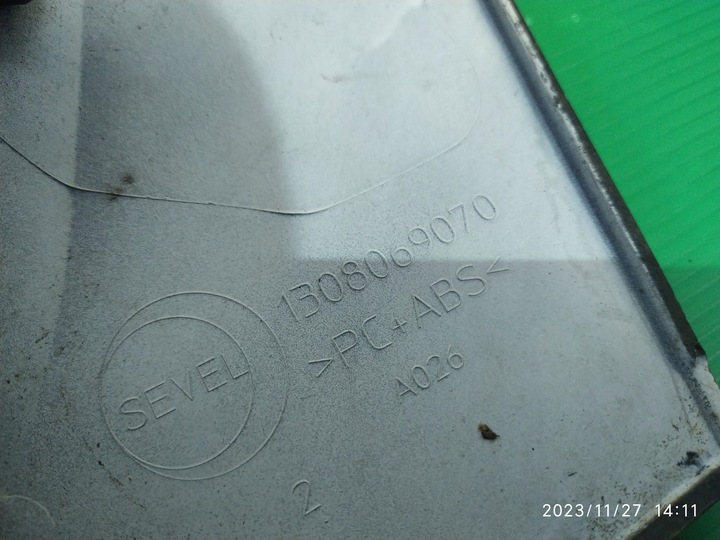 1308069070
>PC+ABS<
A026
SEVEL
2
2023/11/27 14:11